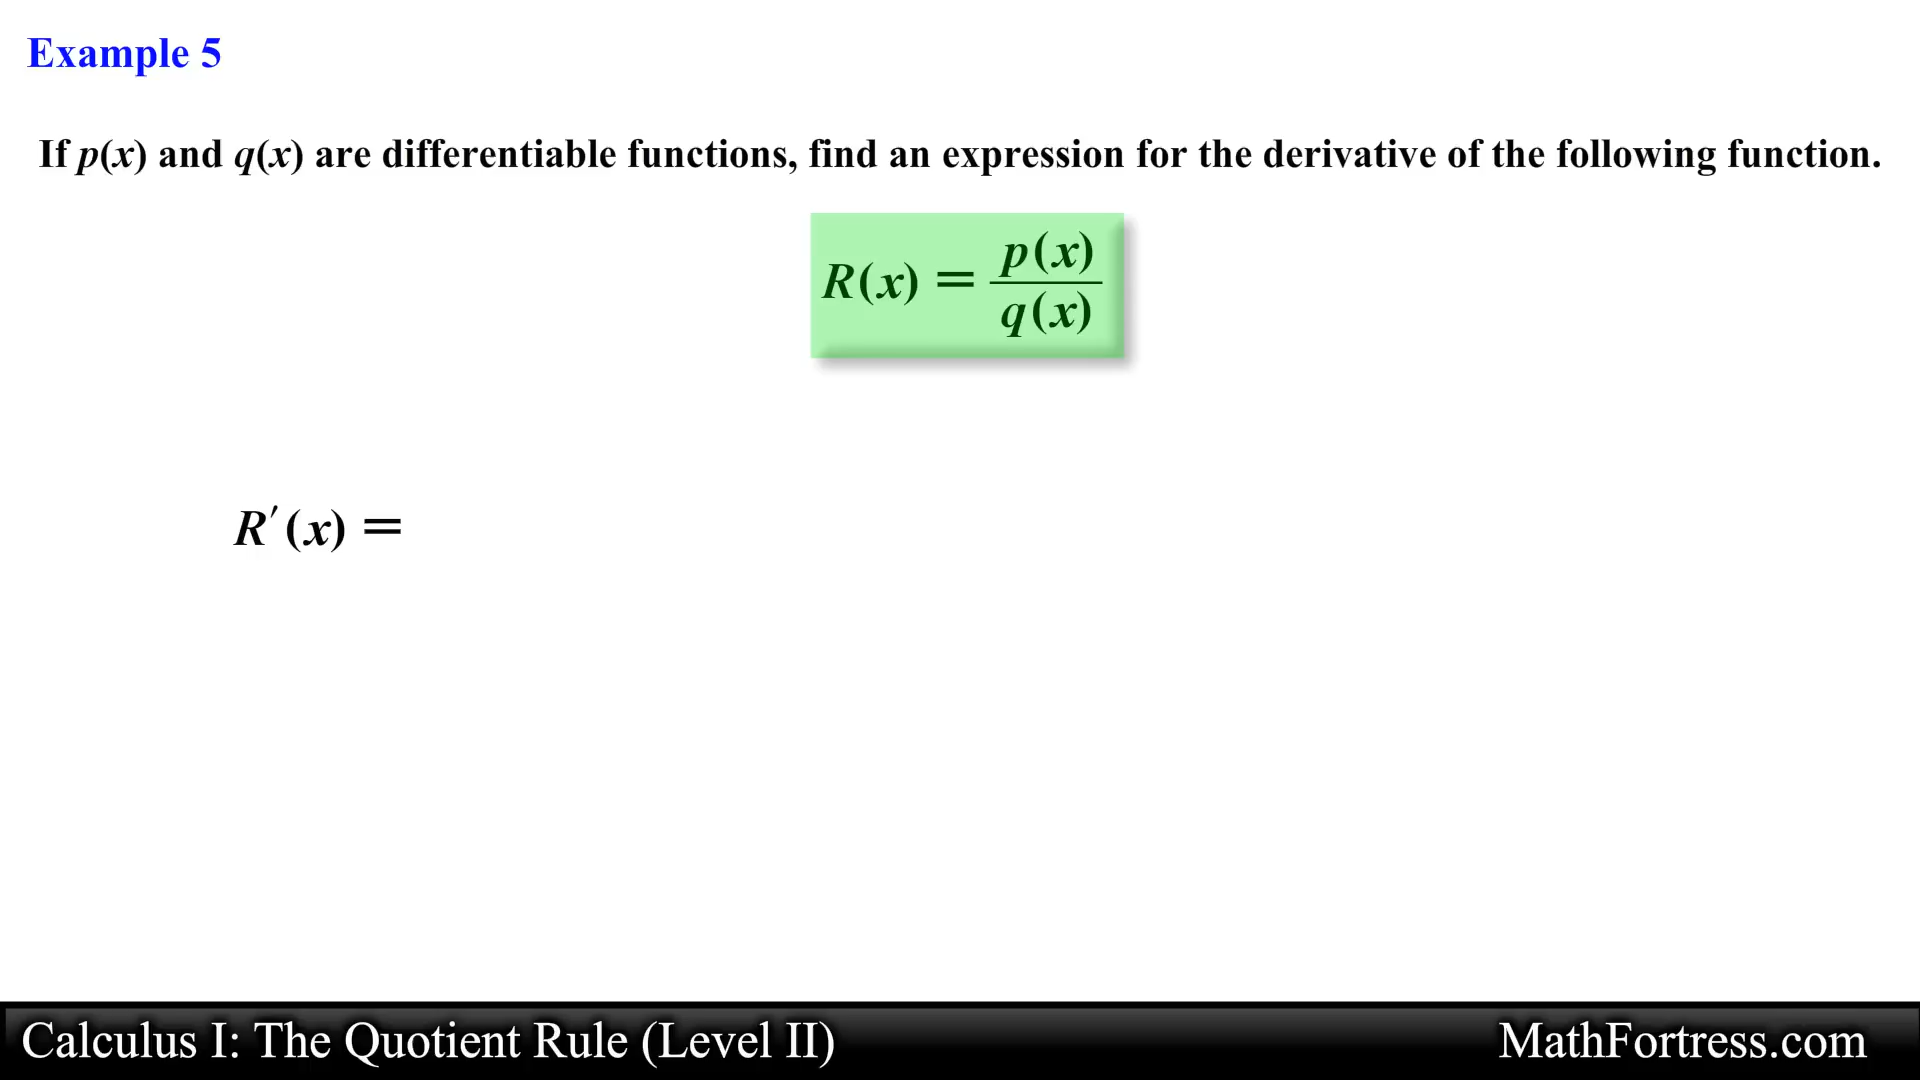 Example 5
If p(x) and q(x) are differentiable functions, find an expression for the derivative of the following function.
R(x) = p(x)/q(x)
R′(x) =
Calculus I: The Quotient Rule (Level II)
MathFortress.com